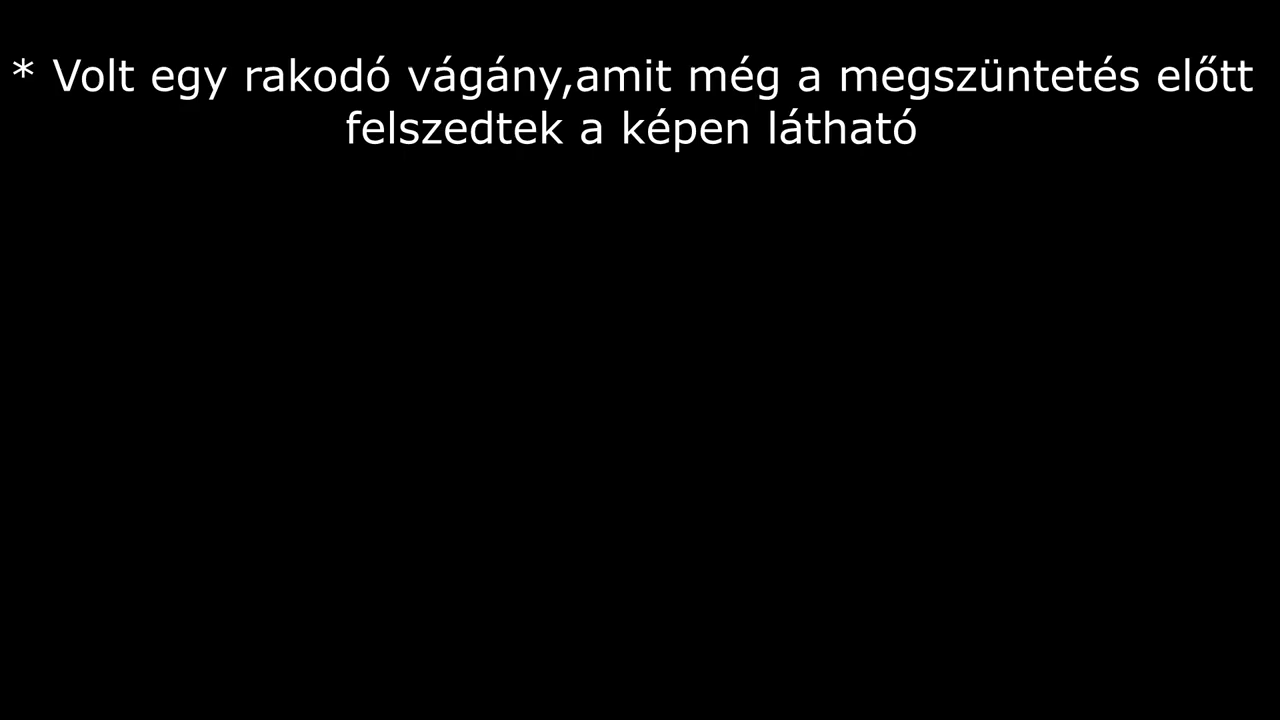 * Volt egy rakodó vágány,amit még a megszüntetés előtt
felszedtek a képen látható